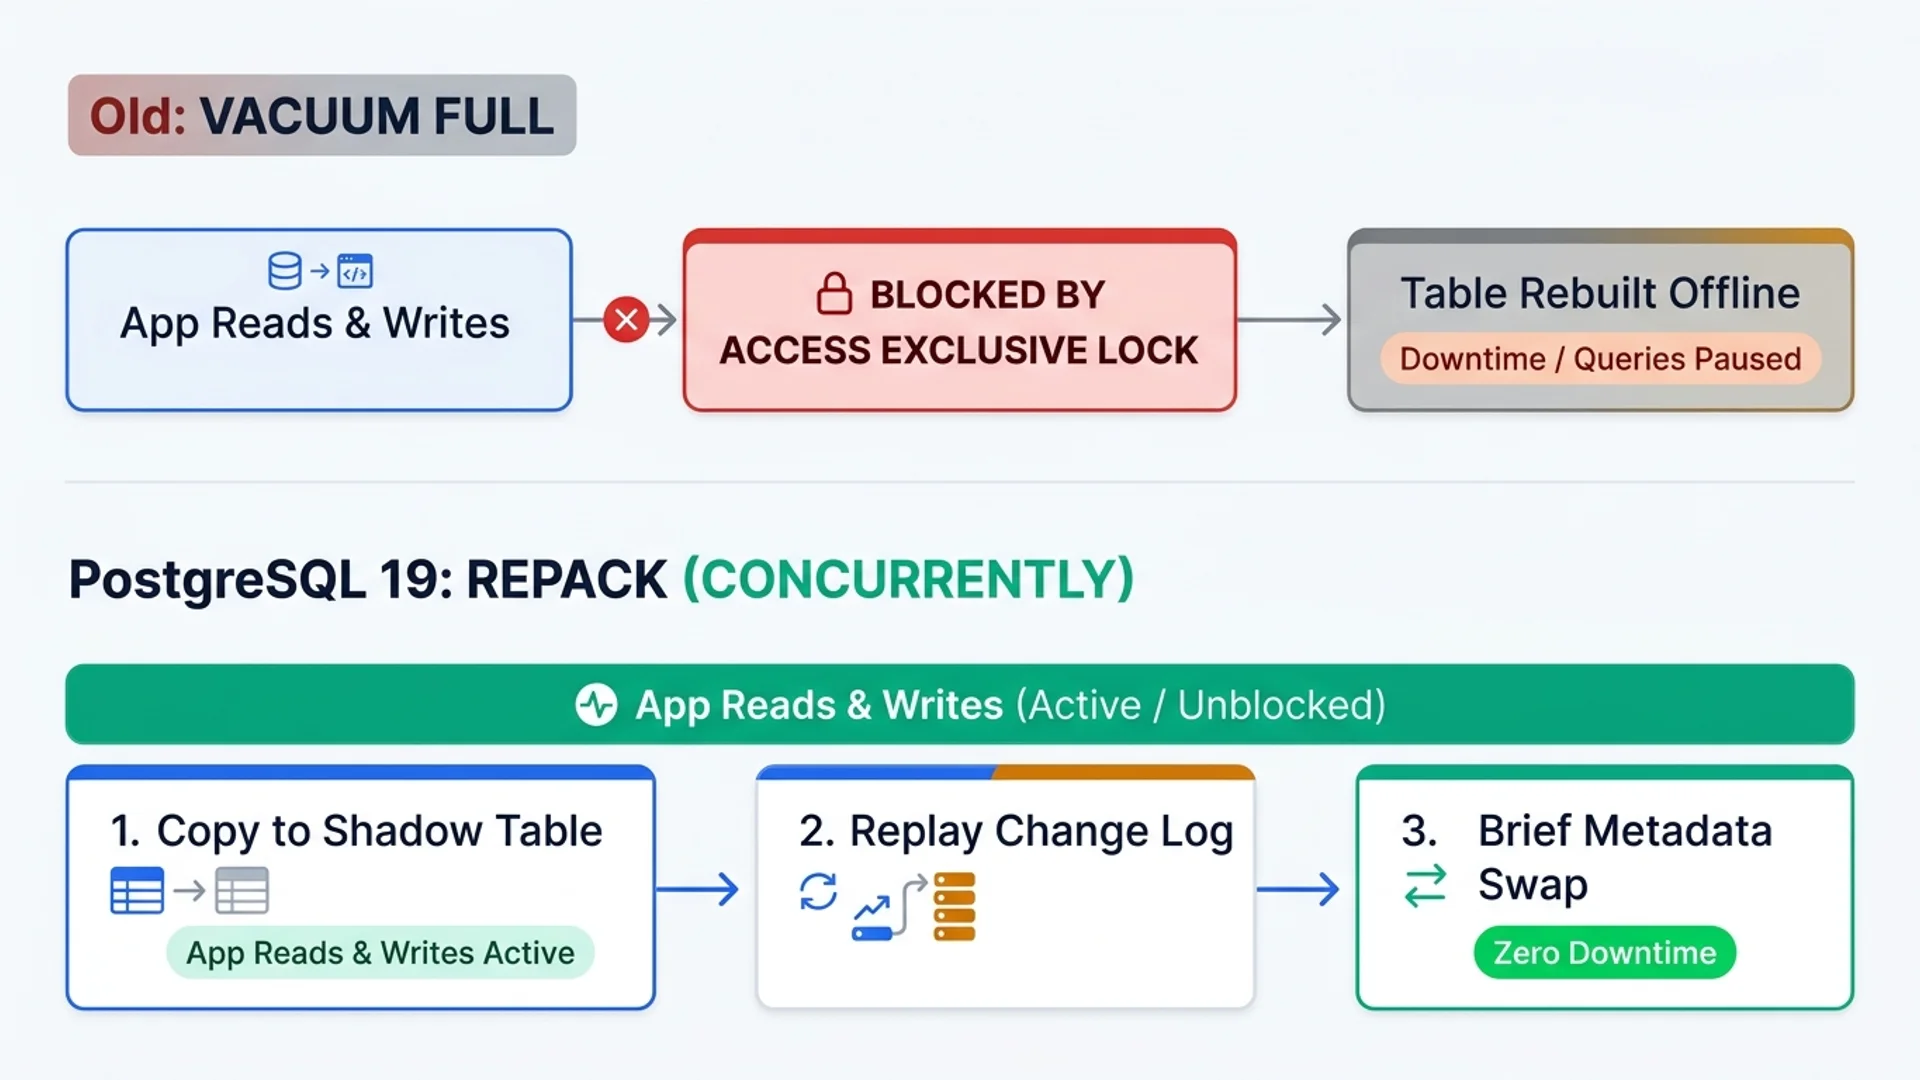 Old: VACUUM FULL
App Reads & Writes
BLOCKED BY
ACCESS EXCLUSIVE LOCK
Table Rebuilt Offline
Downtime / Queries Paused
PostgreSQL 19: REPACK (CONCURRENTLY)
App Reads & Writes (Active / Unblocked)
1. Copy to Shadow Table
App Reads & Writes Active
2. Replay Change Log
3. Brief Metadata
Swap
Zero Downtime